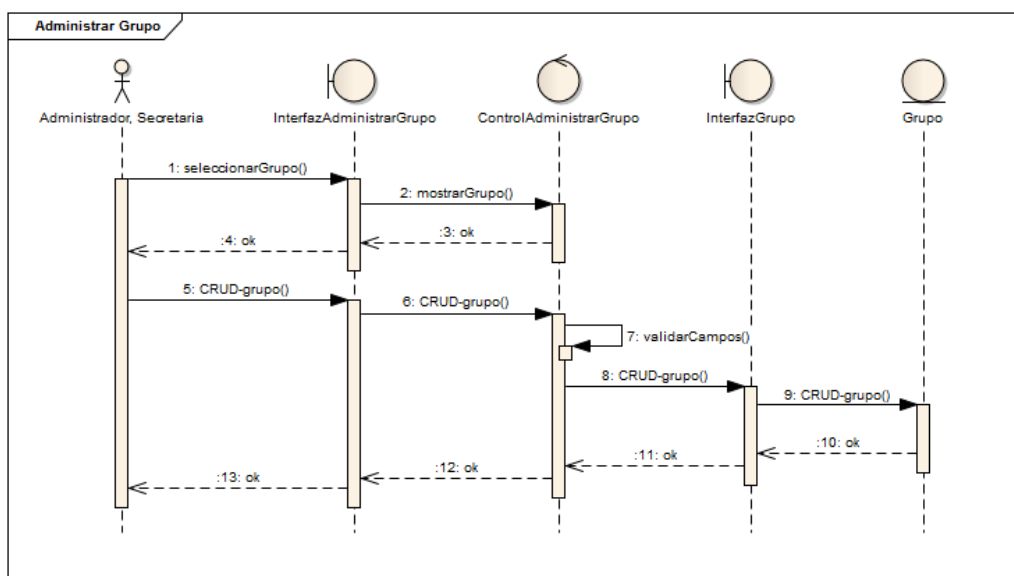 Administrar Grupo
Administrador, Secretaria
InterfazAdministrarGrupo
ControlAdministrarGrupo
InterfazGrupo
Grupo
1: seleccionarGrupo()
2: mostrarGrupo()
:3: ok
:4: ok
5: CRUD-grupo()
6: CRUD-grupo()
7: validarCampos()
8: CRUD-grupo()
9: CRUD-grupo()
:10: ok
:11: ok
:12: ok
:13: ok